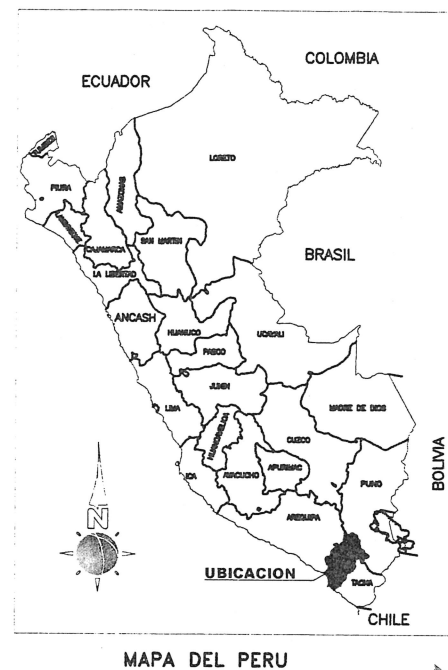 COLOMBIA
ECUADOR
TUMBES
LORETO
PIURA
AMAZONAS
LAMBAYEQUE
CAJAMARCA
SAN MARTIN
BRASIL
LA LIBERTAD
ANCASH
HUANUCO
UCAYALI
PASCO
JUNIN
LIMA
MADRE DE DIOS
HUANCAVELICA
CUZCO
BOLIVIA
ICA
AYACUCHO
APURIMAC
PUNO
N
AREQUIPA
UBICACION
TACNA
CHILE
MAPA DEL PERU